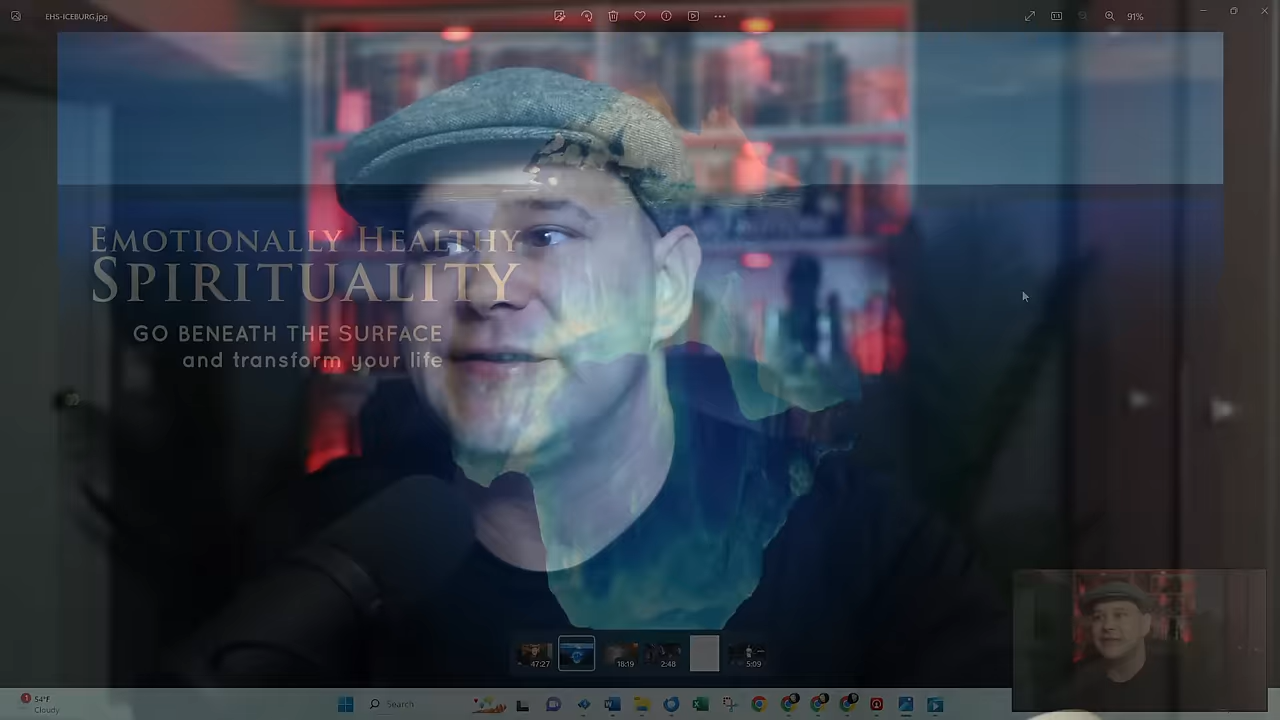 EHS-ICEBURG.jpg
91%
EMOTIONALLY HEALTHY
SPIRITUALITY
GO BENEATH THE SURFACE
and transform your life
47:27
18:19
2:48
5:09
1
54°F
Cloudy
Search